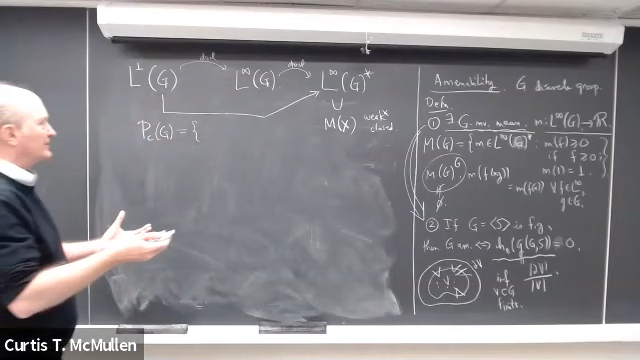 L¹(G) dual L^∞(G) dual L^∞(G)*
∪
M(X) weak* closed.
P_c(G) = {
Amenability. G discrete group.
Defn.
① ∃ G-inv. mean. m: L^∞(G) → ℝ.
M(G) = {m ∈ L^∞(G)*: m(f) ≥ 0
if f ≥ 0;
m(1) = 1. }
M(G)^G: m(f∘g)
= m(f) ∀ f ∈ L^∞,
g ∈ G.
≠
∅
② If G = ⟨S⟩ is f.g,
then G am. ⇔ (G,S)) = 0.
V
inf |∂V|
V⊂G |V|
finite.
Curtis T. McMullen